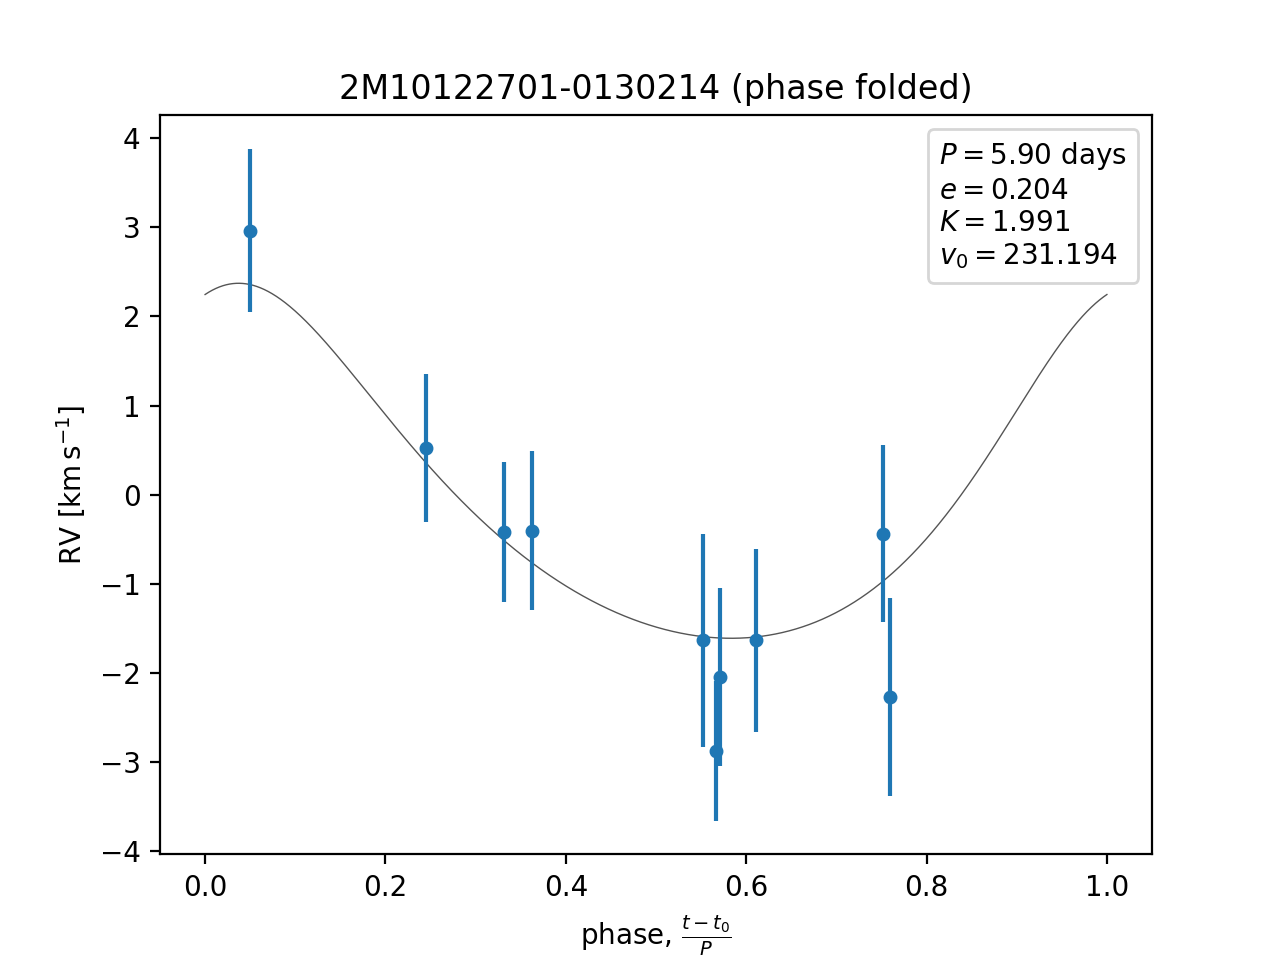 2M10122701-0130214 (phase folded)
P = 5.90 days
e = 0.204
K = 1.991
v₀ = 231.194
4
3
2
1
0
−1
−2
−3
−4
RV [km s⁻¹]
0.0 0.2 0.4 0.6 0.8 1.0
phase, (t − t₀)/P